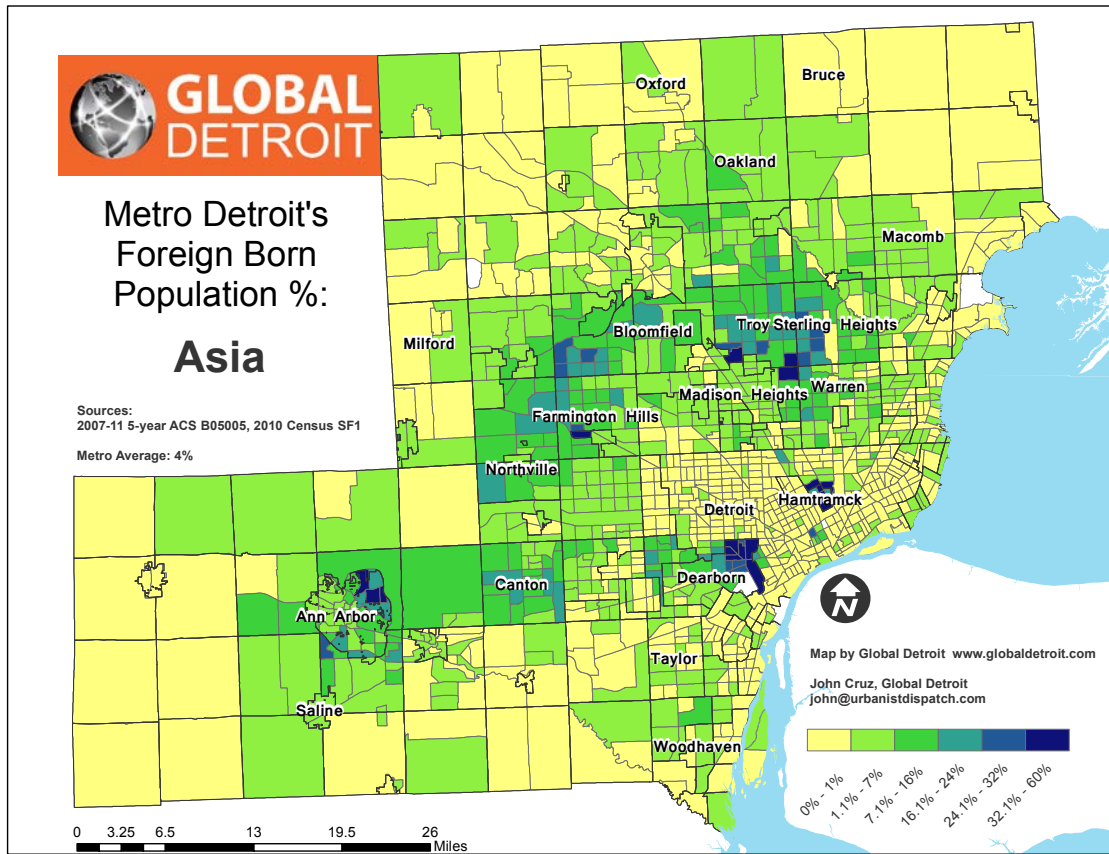 GLOBAL
DETROIT
Metro Detroit's
Foreign Born
Population %:
Asia
Sources:
2007-11 5-year ACS B05005, 2010 Census SF1
Metro Average: 4%
Oxford
Bruce
Oakland
Macomb
Milford
Bloomfield
Troy
Sterling Heights
Madison Heights
Warren
Farmington Hills
Northville
Detroit
Hamtramck
Dearborn
Canton
Ann Arbor
Taylor
Saline
Woodhaven
N
Map by Global Detroit www.globaldetroit.com
John Cruz, Global Detroit
john@urbanistdispatch.com
0% - 1%
1.1% - 7%
7.1% - 16%
16.1% - 24%
24.1% - 32%
32.1% - 60%
0 3.25 6.5 13 19.5 26
Miles